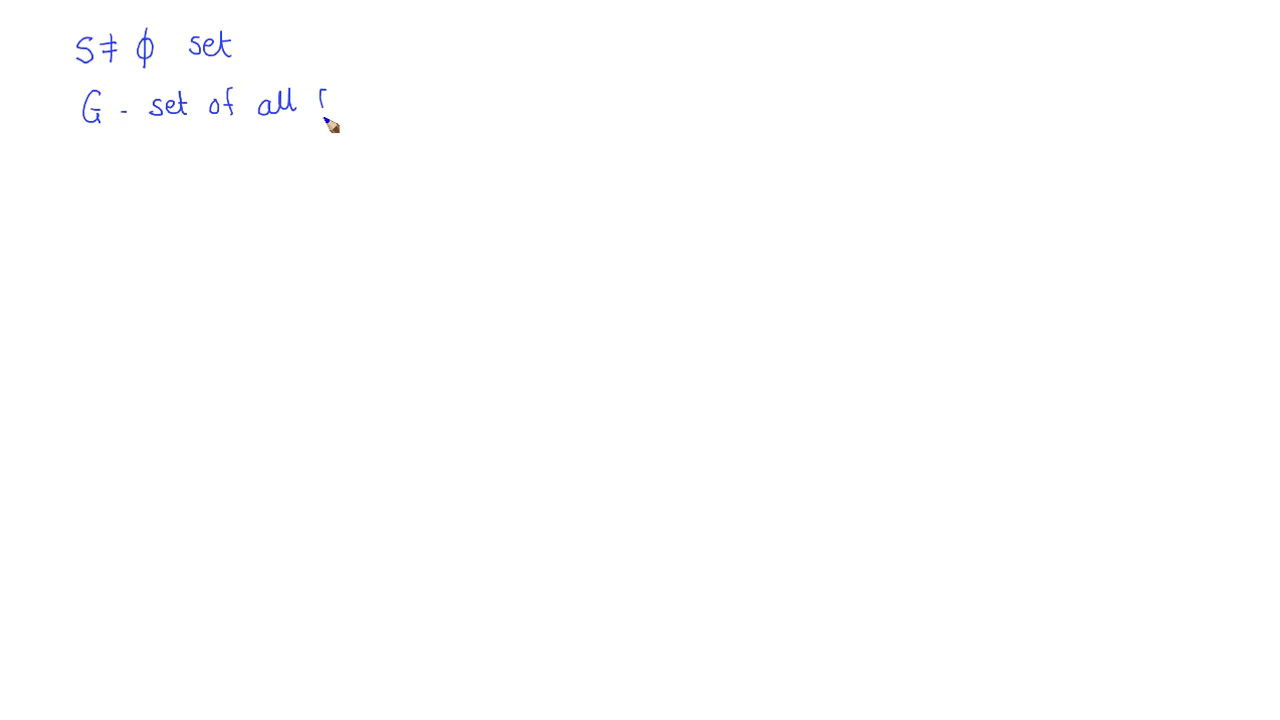 S ≠ ϕ set
G - set of all